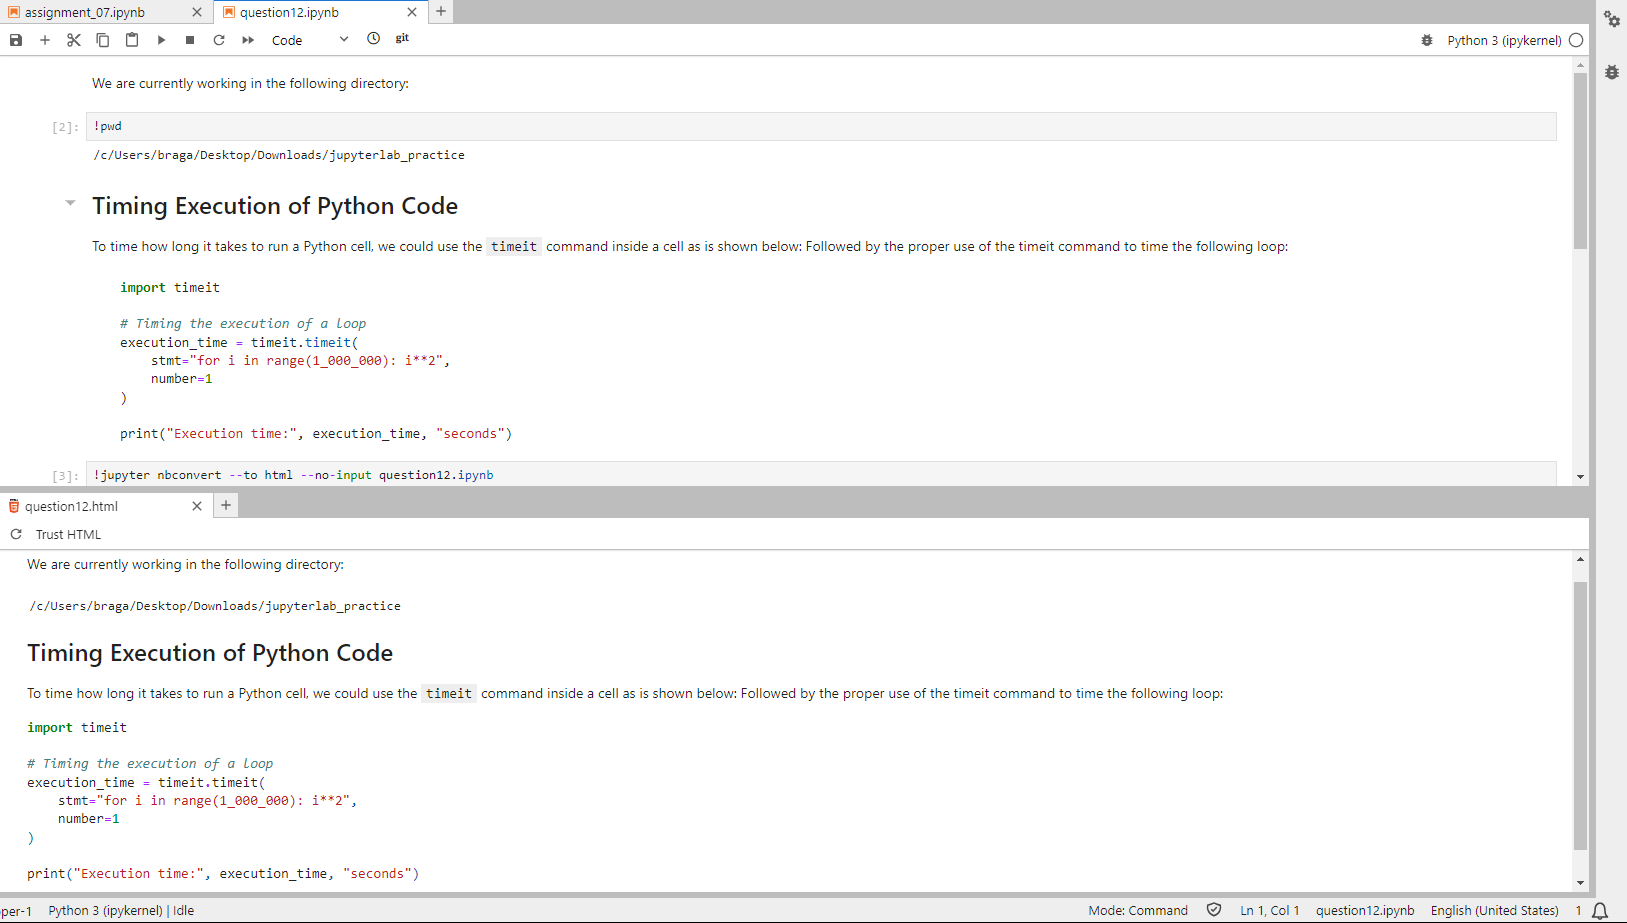 assignment_07.ipynb
question12.ipynb
Code
git
Python 3 (ipykernel)
We are currently working in the following directory:
[2]:
!pwd
/c/Users/braga/Desktop/Downloads/jupyterlab_practice
Timing Execution of Python Code
To time how long it takes to run a Python cell, we could use the timeit command inside a cell as is shown below: Followed by the proper use of the timeit command to time the following loop:
import timeit
# Timing the execution of a loop
execution_time = timeit.timeit(
    stmt="for i in range(1_000_000): i**2",
    number=1
)
print("Execution time:", execution_time, "seconds")
[3]:
!jupyter nbconvert --to html --no-input question12.ipynb
question12.html
Trust HTML
We are currently working in the following directory:
/c/Users/braga/Desktop/Downloads/jupyterlab_practice
Timing Execution of Python Code
To time how long it takes to run a Python cell, we could use the timeit command inside a cell as is shown below: Followed by the proper use of the timeit command to time the following loop:
import timeit
# Timing the execution of a loop
execution_time = timeit.timeit(
    stmt="for i in range(1_000_000): i**2",
    number=1
)
print("Execution time:", execution_time, "seconds")
per-1 Python 3 (ipykernel) | Idle Mode: Command Ln 1, Col 1 question12.ipynb English (United States) 1